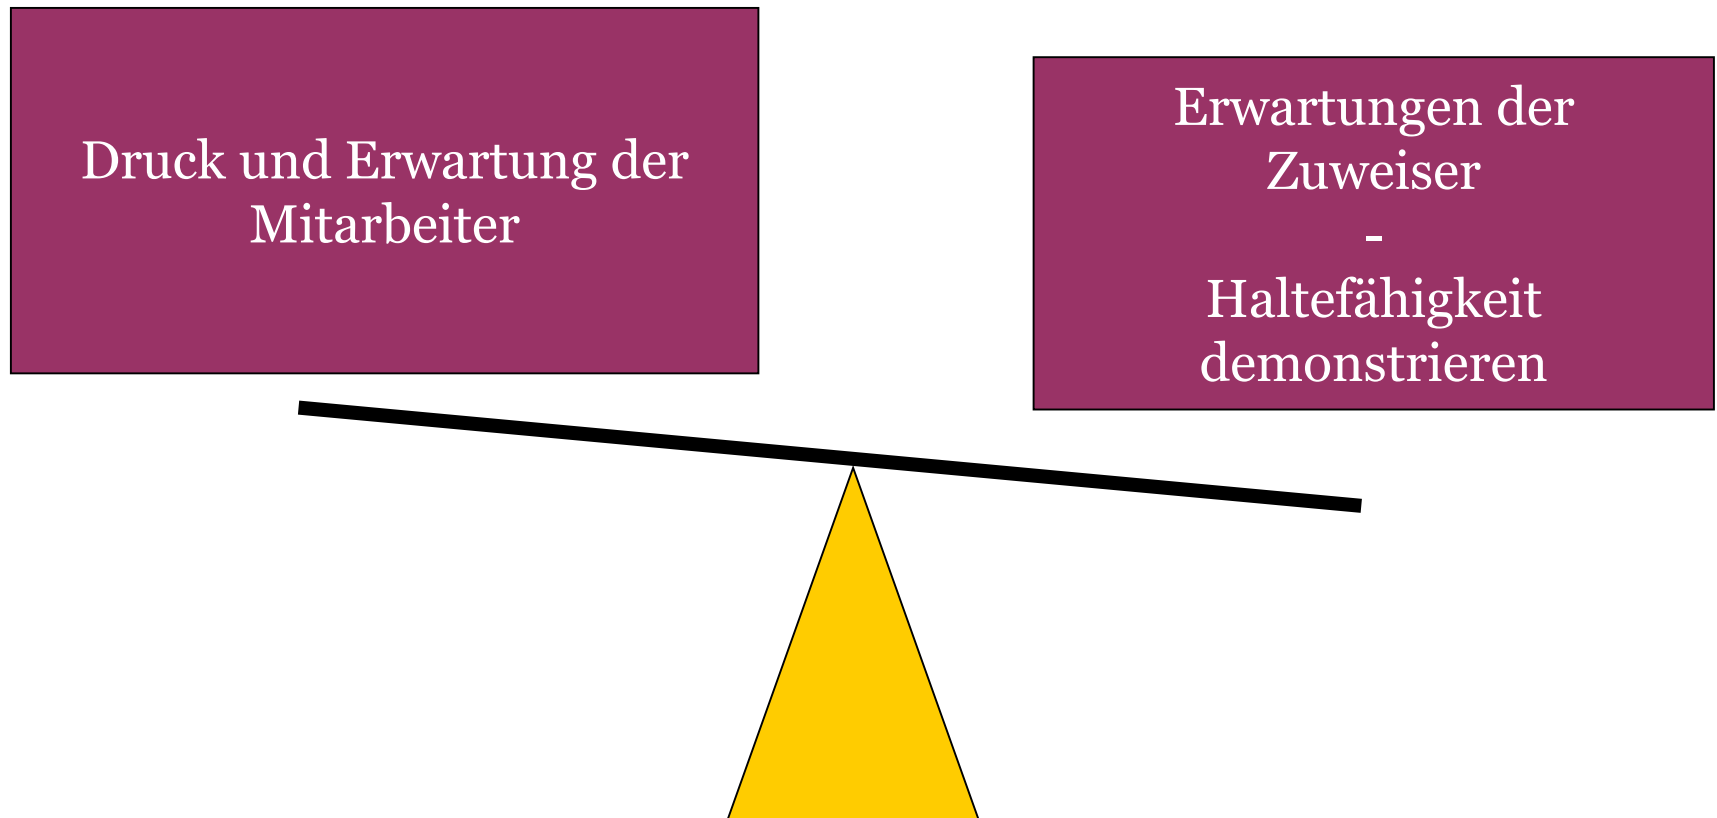 Druck und Erwartung der
Mitarbeiter
Erwartungen der
Zuweiser
-
Haltefähigkeit
demonstrieren